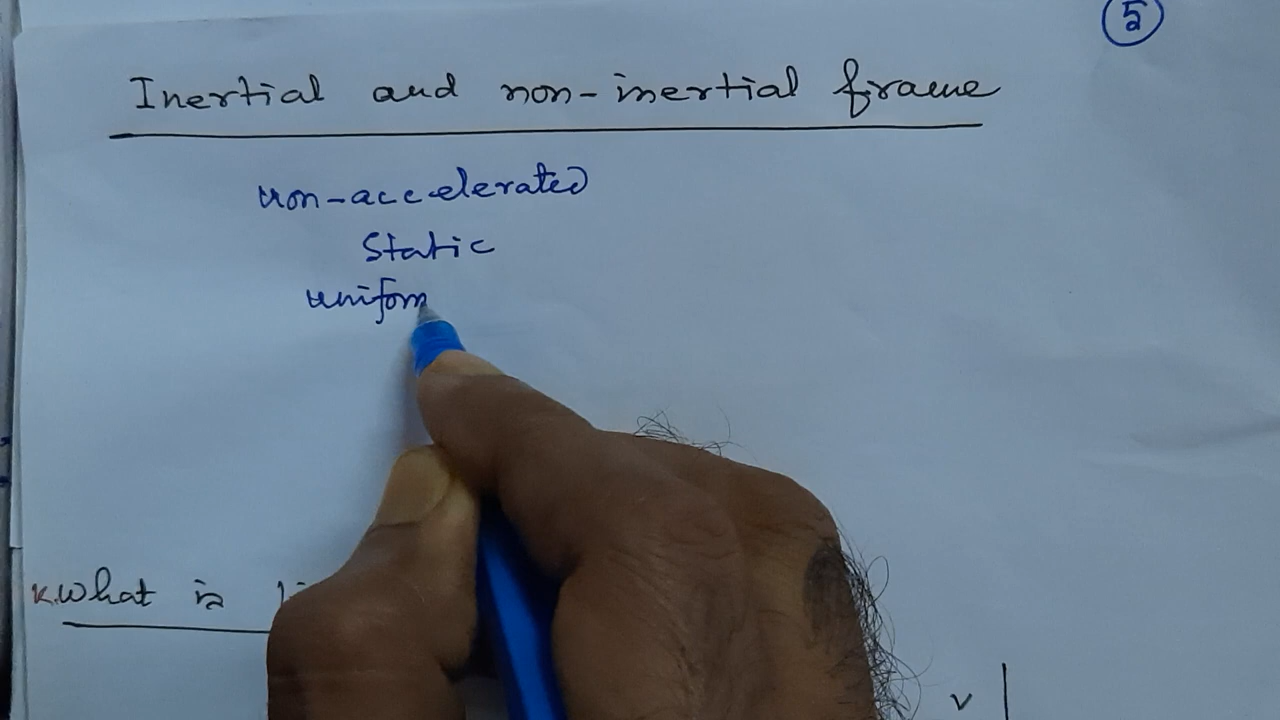 5
Inertial and non-inertial frame
non-accelerated
Static
uniform
What is
v